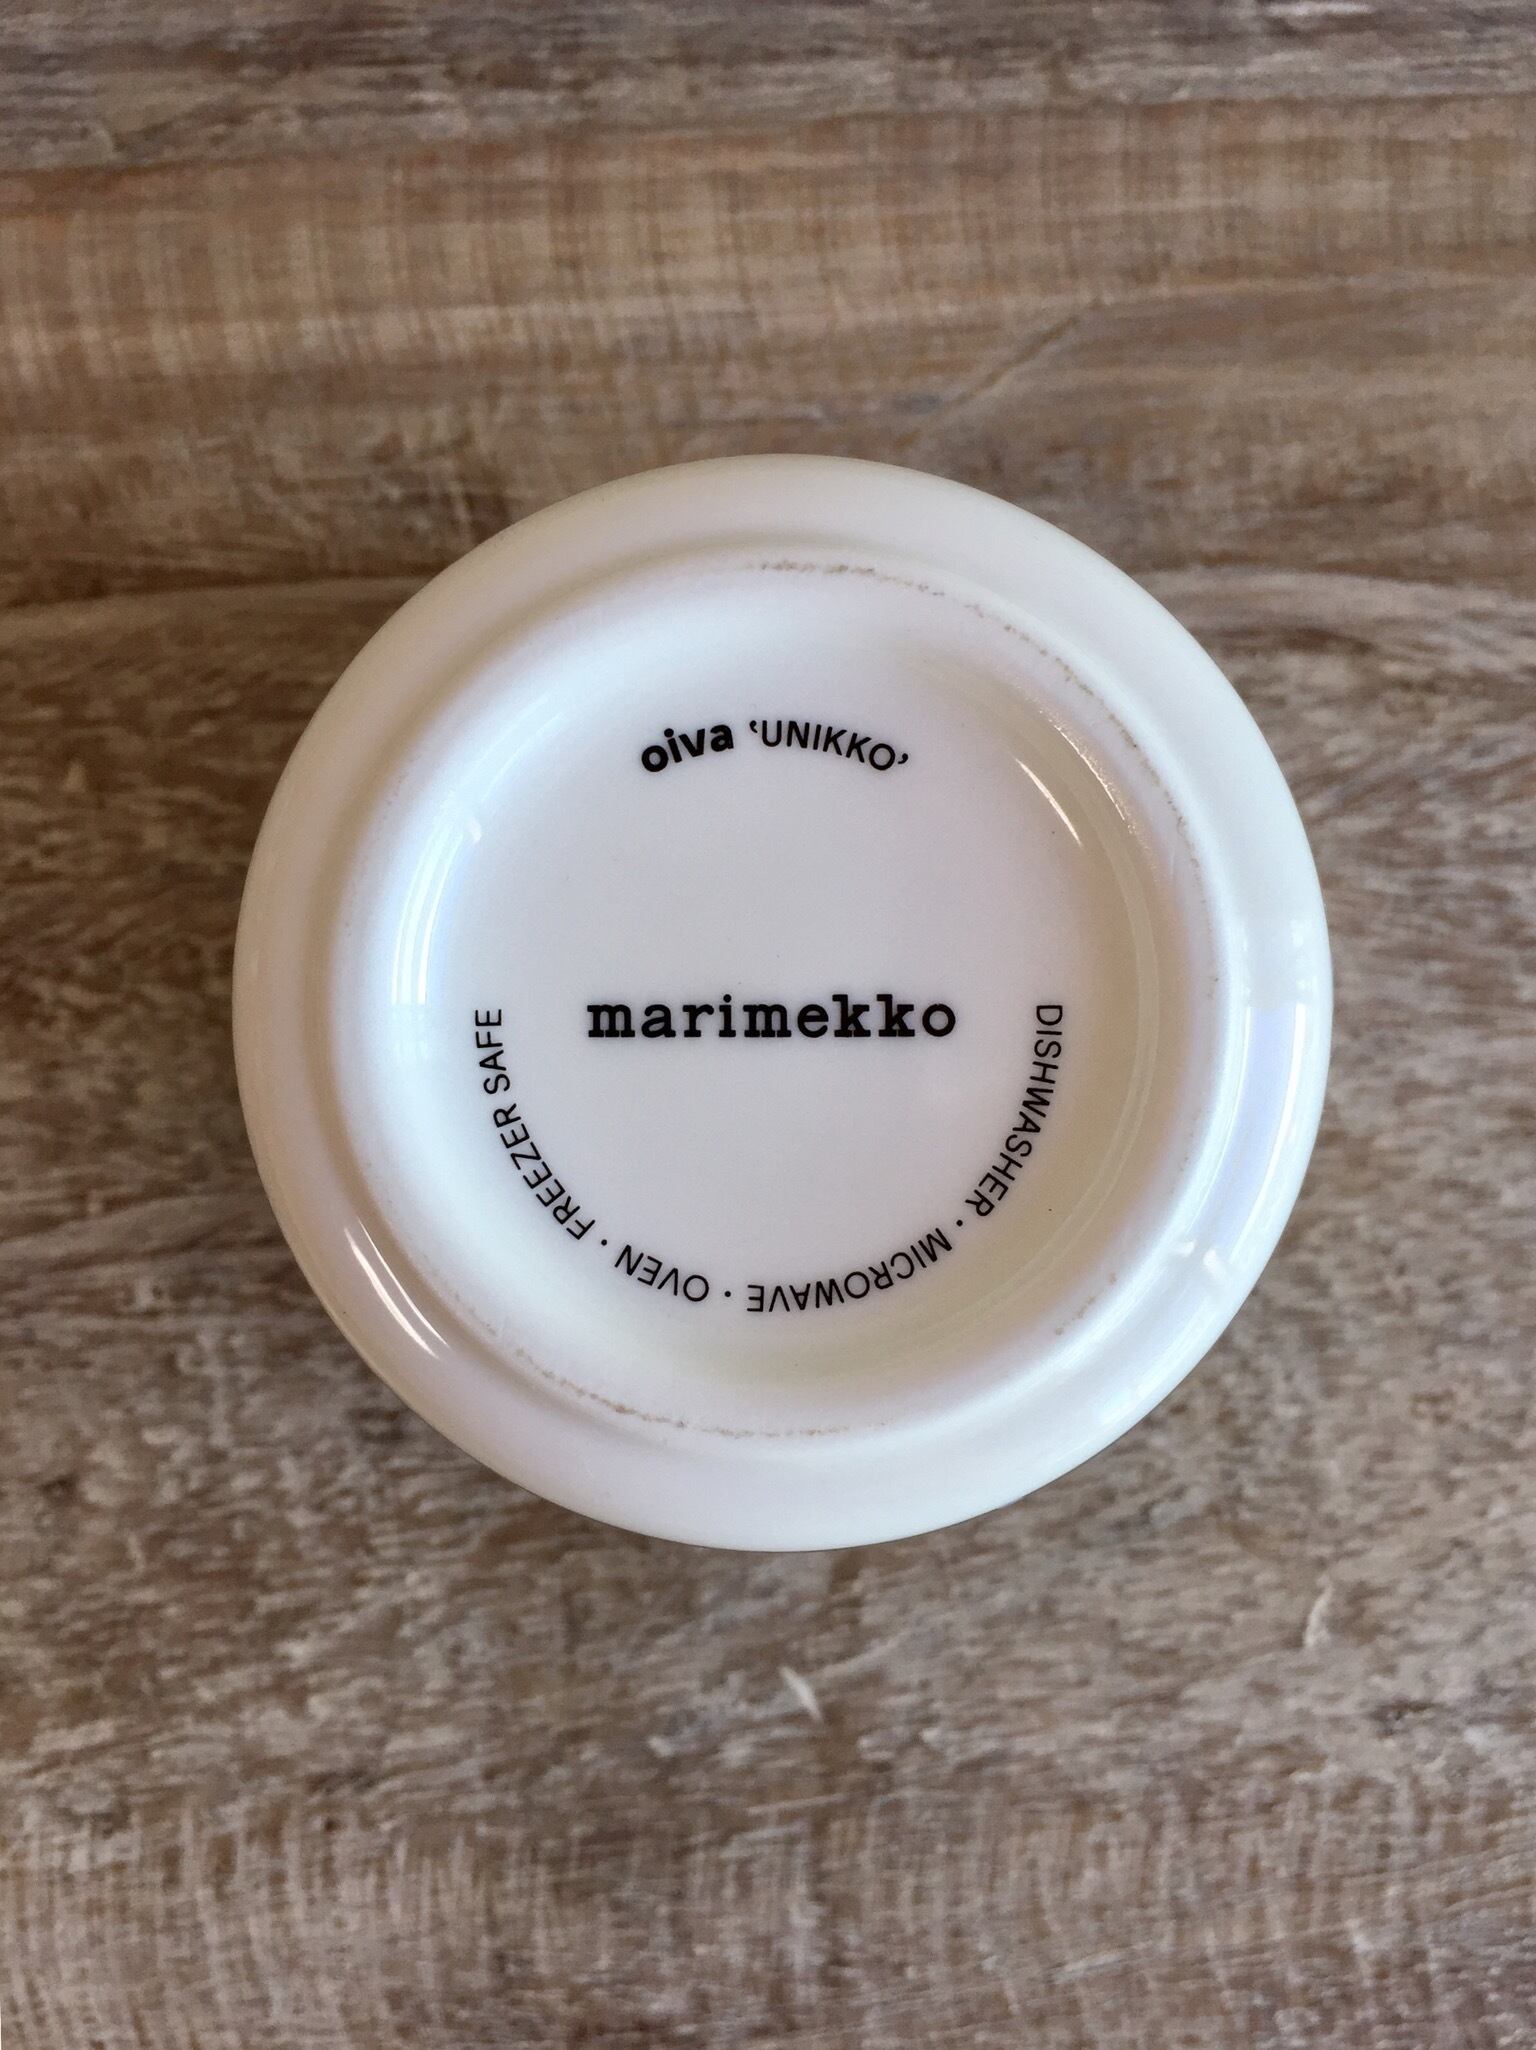 oiva ‘UNIKKO’
marimekko
DISHWASHER · MICROWAVE · OVEN · FREEZER SAFE